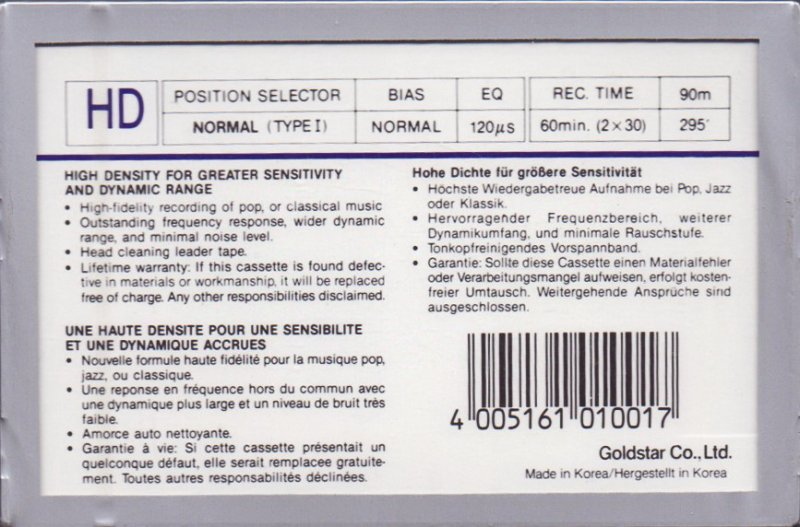 HD
POSITION SELECTOR BIAS EQ REC. TIME 90m
NORMAL (TYPE I) NORMAL 120μs 60min. (2×30) 295'
HIGH DENSITY FOR GREATER SENSITIVITY
AND DYNAMIC RANGE
• High-fidelity recording of pop, or classical music
• Outstanding frequency response, wider dynamic
range, and minimal noise level.
• Head cleaning leader tape.
• Lifetime warranty: If this cassette is found defec-
tive in materials or workmanship, it will be replaced
free of charge. Any other responsibilities disclaimed.
UNE HAUTE DENSITE POUR UNE SENSIBILITE
ET UNE DYNAMIQUE ACCRUES
• Nouvelle formule haute fidélité pour la musique pop,
jazz, ou classique.
• Une reponse en fréquence hors du commun avec
une dynamique plus large et un niveau de bruit très
faible.
• Amorce auto nettoyante.
• Garantie à vie: Si cette cassette présentait un
quelconque défaut, elle serait remplacee gratuite-
ment. Toutes autres responsabilités déclinées.
Hohe Dichte für größere Sensitivität
• Höchste Wiedergabetreue Aufnahme bei Pop, Jazz
oder Klassik.
• Hervorragender Frequenzbereich, weiterer
Dynamikumfang, und minimale Rauschstufe.
• Tonkopfreinigendes Vorspannband.
• Garantie: Sollte diese Cassette einen Materialfehler
oder Verarbeitungsmangel aufweisen, erfolgt kosten-
freier Umtausch. Weitergehende Ansprüche sind
ausgeschlossen.
4 005161 010017
Goldstar Co., Ltd.
Made in Korea/Hergestellt in Korea